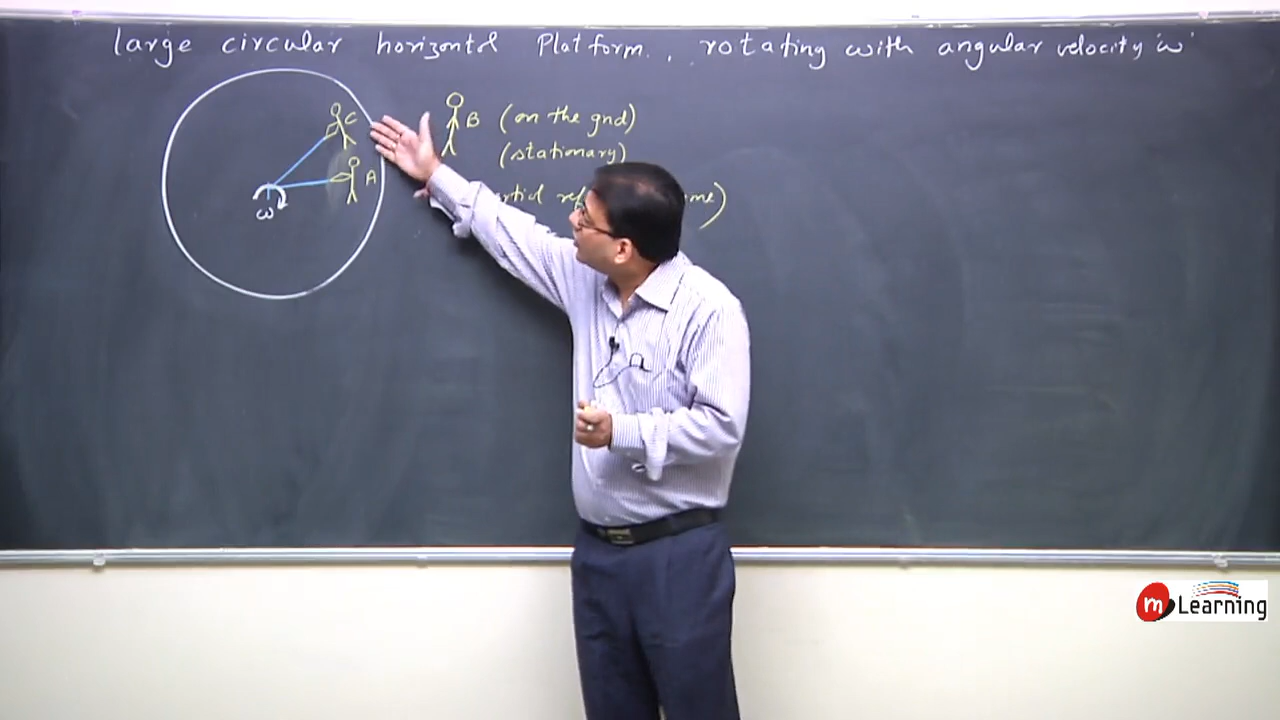 large circular horizontal Platform., rotating with angular velocity 'ω'
C
B (on the gnd)
(stationary)
A
ω
m Learning